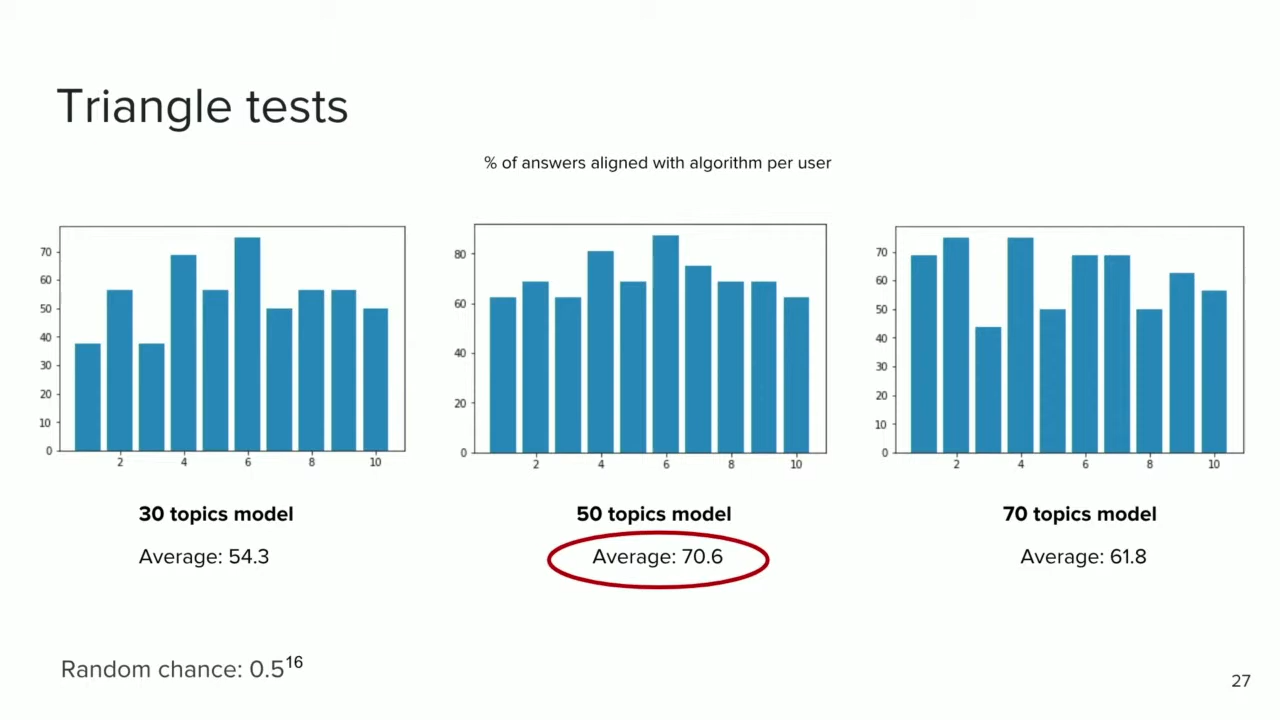 Triangle tests
% of answers aligned with algorithm per user
70
60
50
40
30
20
10
0
2 4 6 8 10
80
60
40
20
0
2 4 6 8 10
70
60
50
40
30
20
10
0
2 4 6 8 10
30 topics model
50 topics model
70 topics model
Average: 54.3
Average: 70.6
Average: 61.8
Random chance: 0.5¹⁶
27